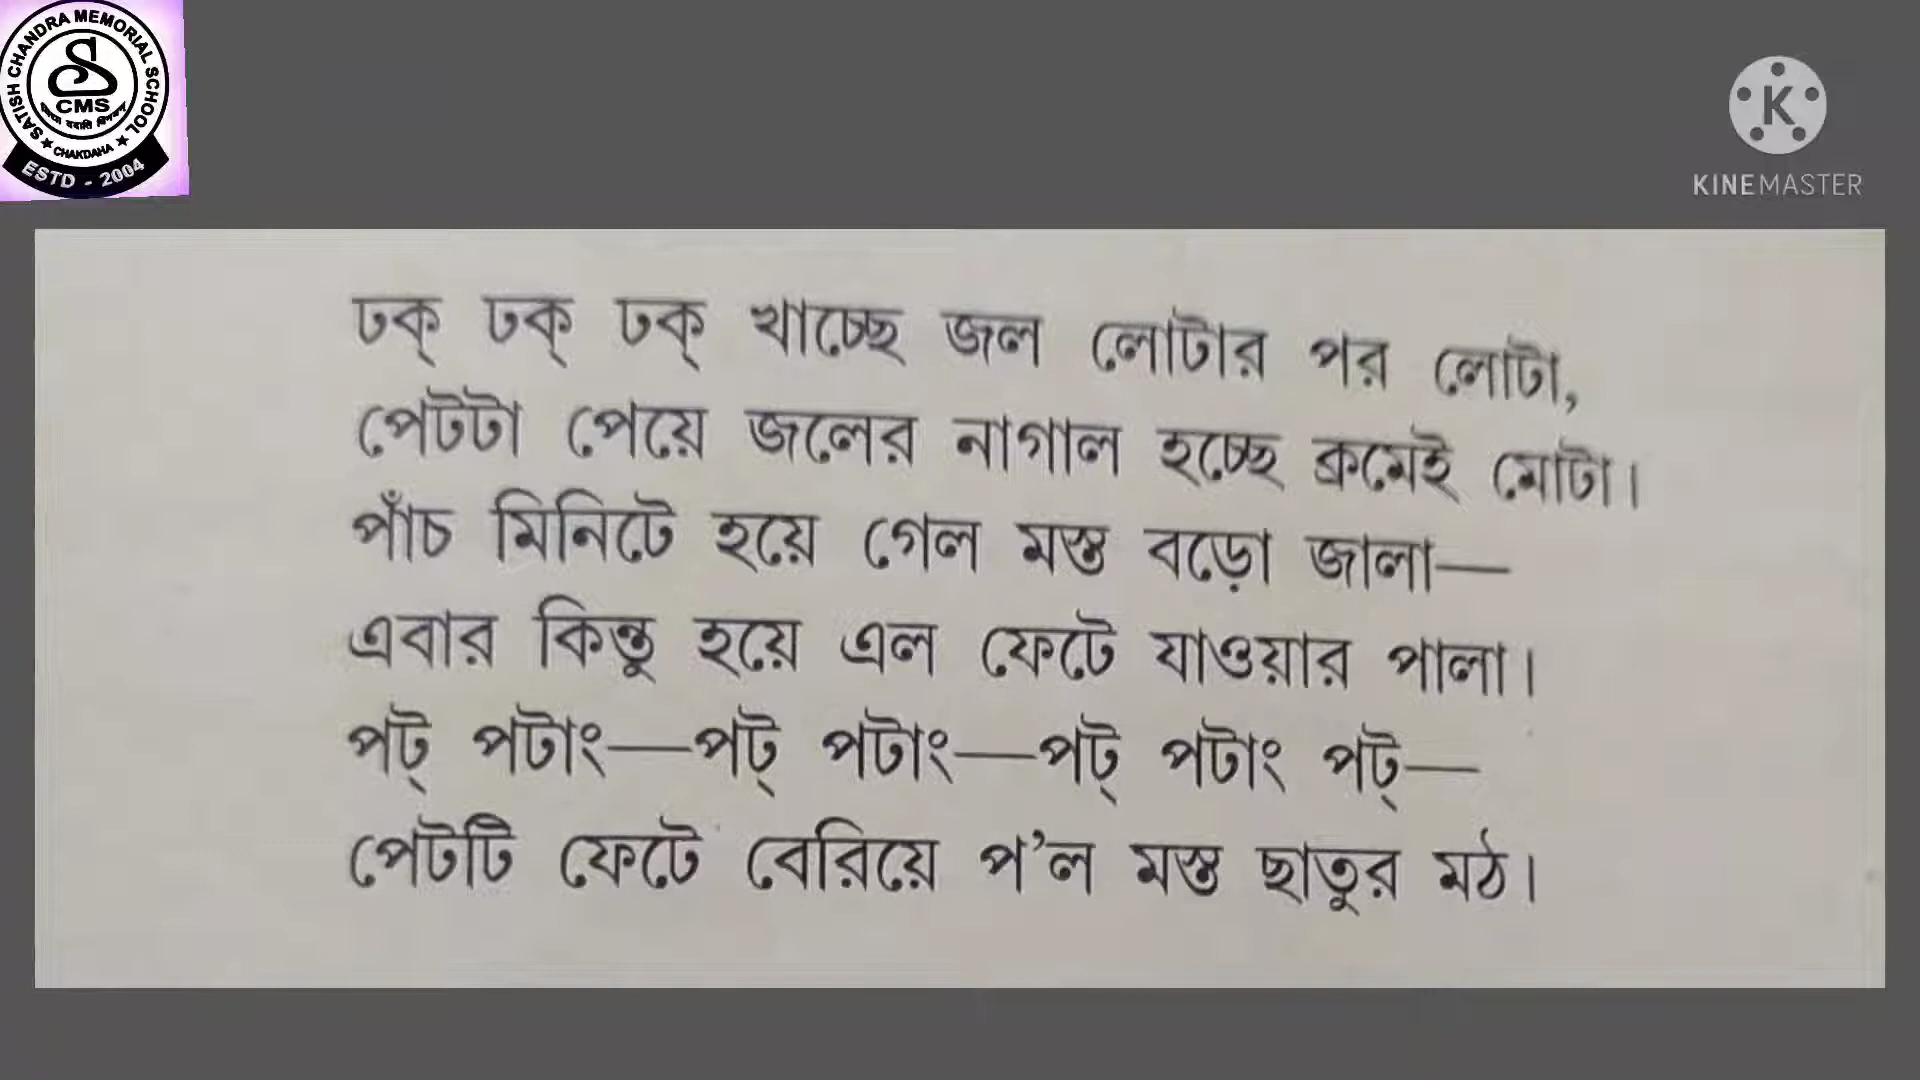 SATISH CHANDRA MEMORIAL SCHOOL
S
CMS
★ CHAKDAHA ★
ESTD - 2004
K
KINEMASTER
ঢক্ ঢক্ ঢক্ খাচ্ছে জল লোটার পর লোটা,
পেটটা পেয়ে জলের নাগাল হচ্ছে ক্রমেই মোটা।
পাঁচ মিনিটে হয়ে গেল মস্ত বড়ো জালা—
এবার কিন্তু হয়ে এল ফেটে যাওয়ার পালা।
পট্ পটাং—পট্ পটাং—পট্ পটাং পট্—
পেটটি ফেটে বেরিয়ে প'ল মস্ত ছাতুর মঠ।